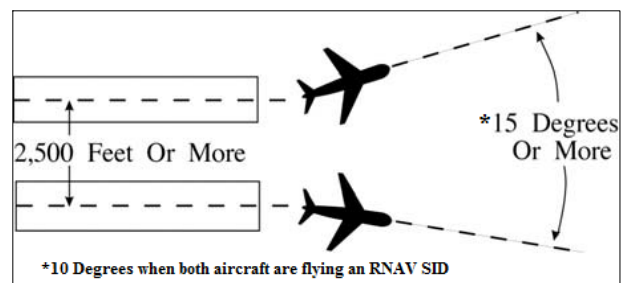 *15 Degrees
Or More
2,500 Feet Or More
*10 Degrees when both aircraft are flying an RNAV SID